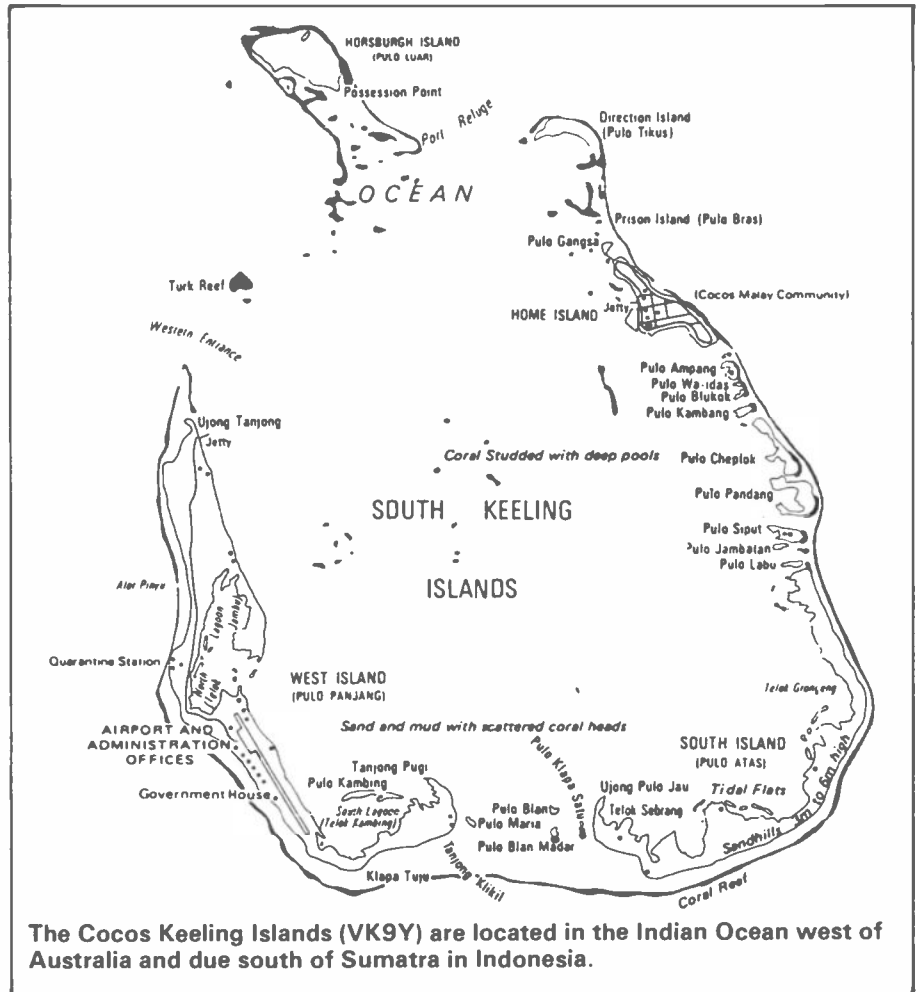 HORSBURGH ISLAND
(PULO LUAR)
Possession Point
Port Refuge
Direction Island
(Pulo Tikus)
OCEAN
Prison Island (Pulo Bras)
Pulo Gangsa
Turk Reef
Jetty
(Cocos Malay Community)
HOME ISLAND
Western Entrance
Pulo Ampang
Pulo Wa-idas
Pulo Blukok
Pulo Kambang
Ujong Tanjong
Jetty
Coral Studded with deep pools
Pulo Cheplok
Pulo Pandang
SOUTH KEELING
Pulo Siput
Pulo Jambatan
Pulo Labu
ISLANDS
Lagoon
Jambu
North
Telok
Quarantine Station
WEST ISLAND
(PULO PANJANG)
Telok Grongeng
Sand and mud with scattered coral heads
AIRPORT AND
ADMINISTRATION
OFFICES
SOUTH ISLAND
(PULO ATAS)
Pulo Klapa Satu
Tanjong Pugi
Pulo Kambing
Government House
South Lagoon
(Telok Kambing)
Ujong Pulo Jau
Tidal Flats
Pulo Blan
Telok Sebrang
Pulo Maria
Pulo Blan Madar
Sandhills 3m to 6m high
Klapa Tuju
Tanjong Klikil
Coral Reef
The Cocos Keeling Islands (VK9Y) are located in the Indian Ocean west of
Australia and due south of Sumatra in Indonesia.